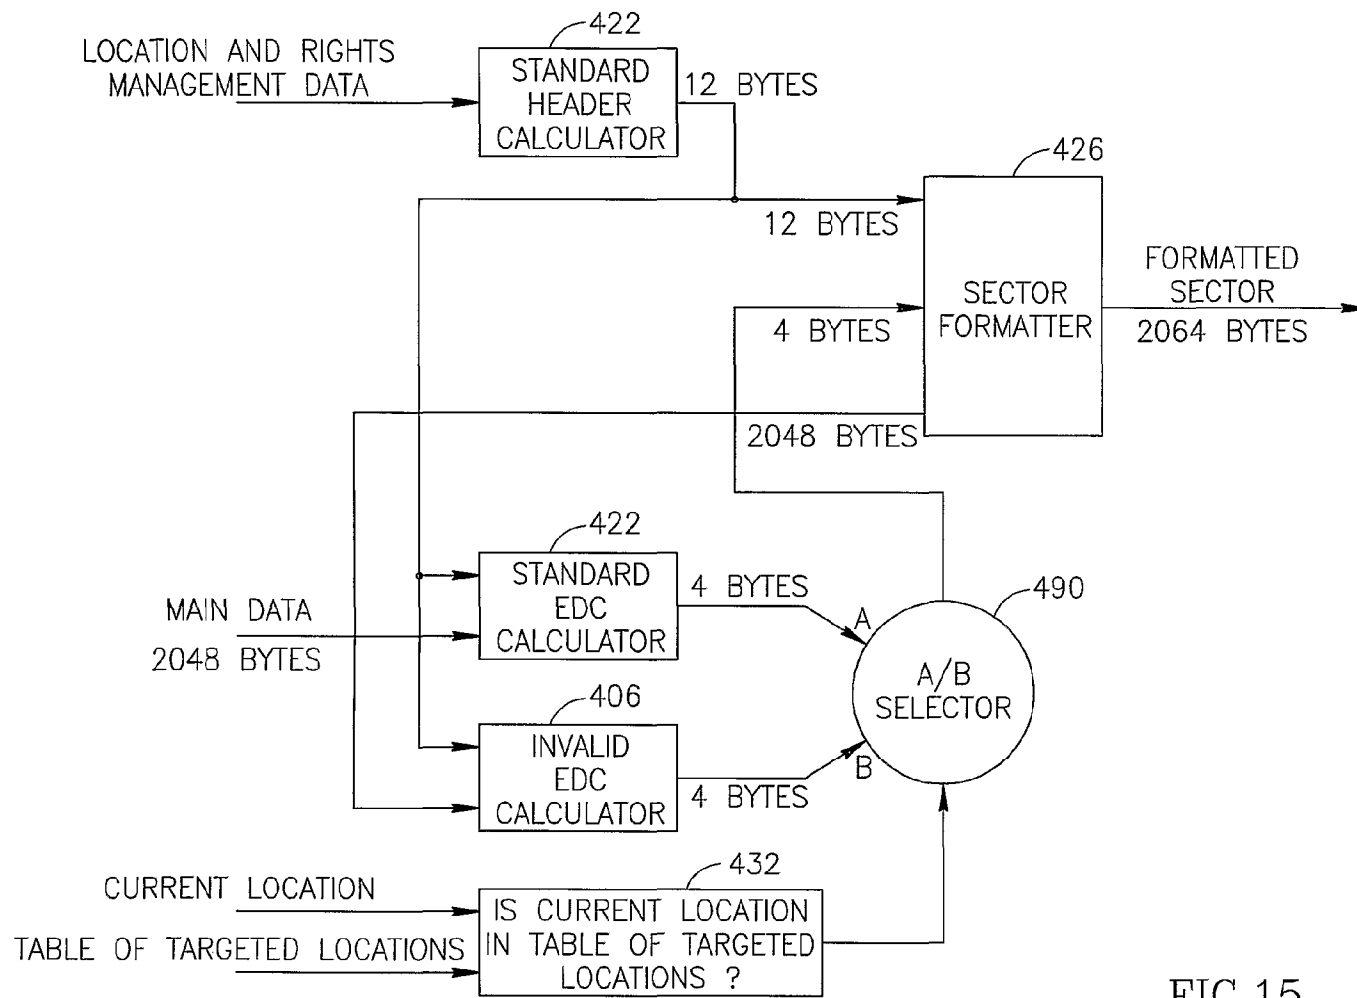 422
LOCATION AND RIGHTS
MANAGEMENT DATA
STANDARD
HEADER
CALCULATOR
12 BYTES
426
12 BYTES
SECTOR
FORMATTER
4 BYTES
FORMATTED
SECTOR
2064 BYTES
2048 BYTES
422
STANDARD
EDC
CALCULATOR
4 BYTES
MAIN DATA
2048 BYTES
A
490
A/B
SELECTOR
406
INVALID
EDC
CALCULATOR
4 BYTES
B
432
CURRENT LOCATION
TABLE OF TARGETED LOCATIONS
IS CURRENT LOCATION
IN TABLE OF TARGETED
LOCATIONS ?
FIG.15